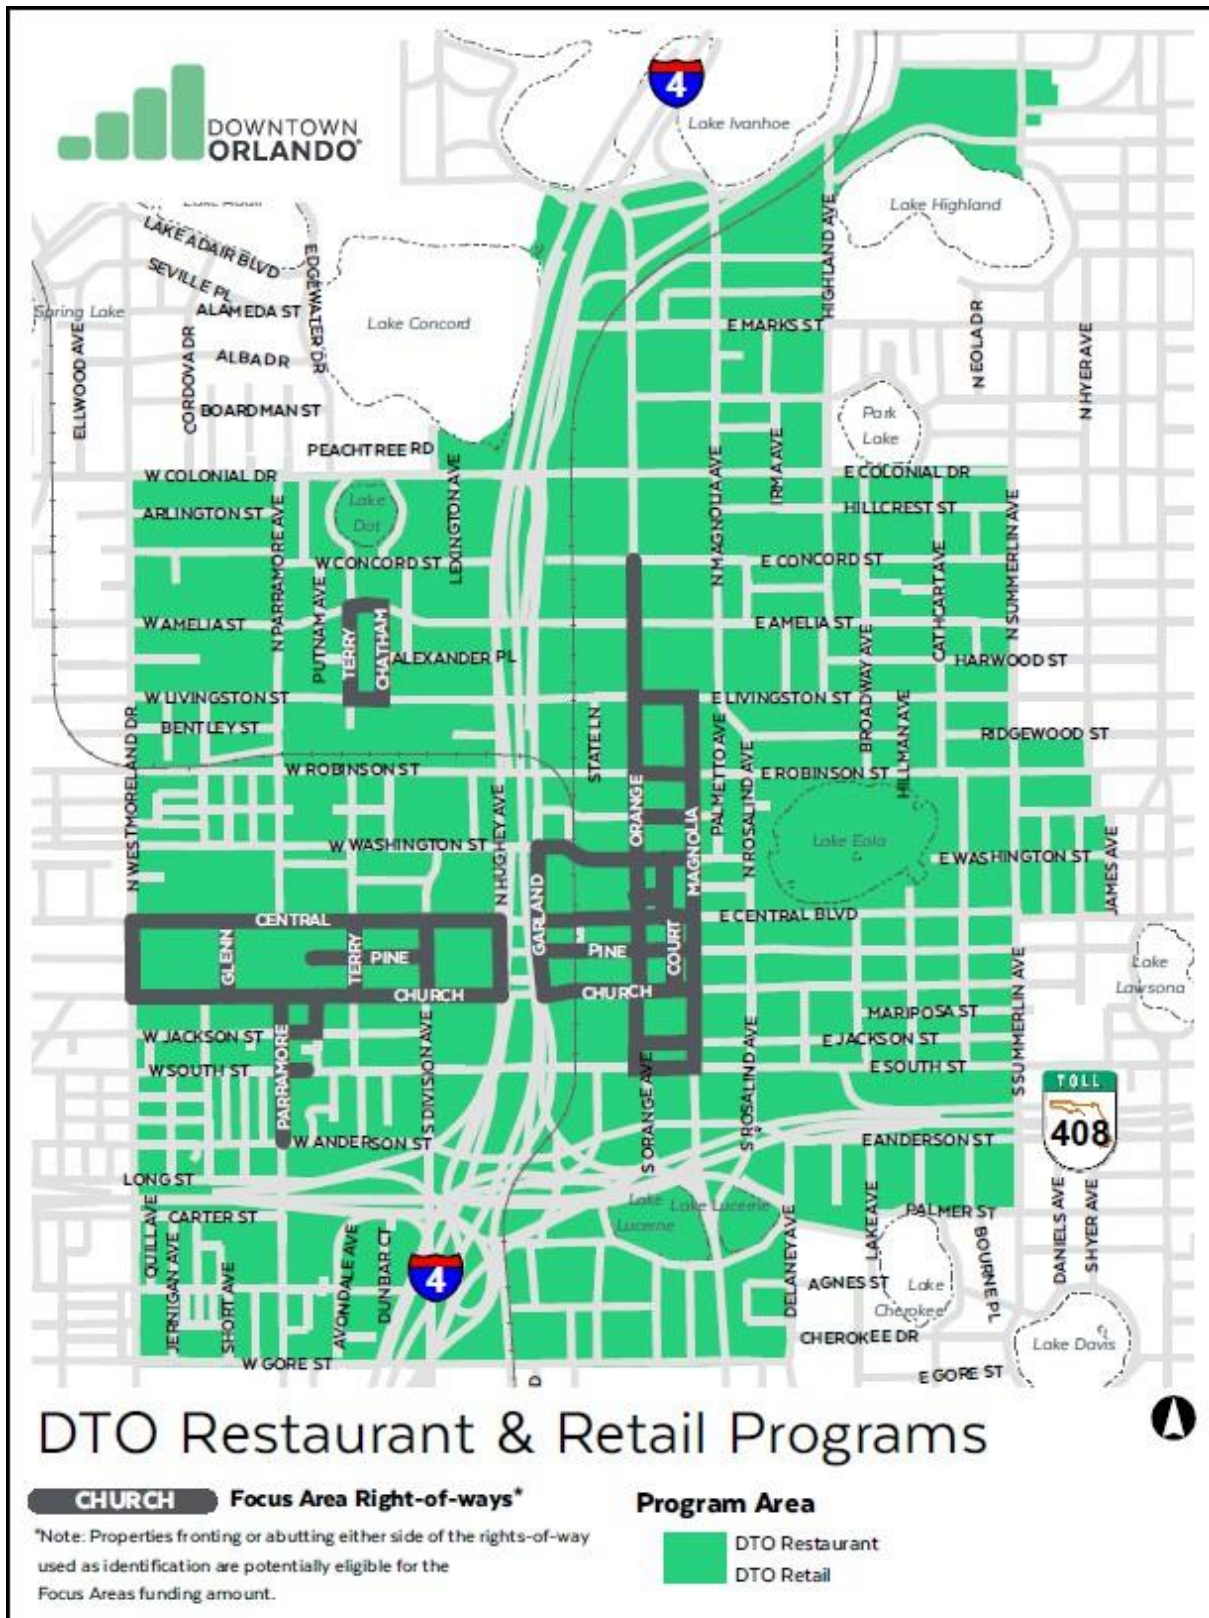 4
Lake Ivanhoe
DOWNTOWN
ORLANDO
Lake Highland
LAKE ADAIR BLVD
SEVILLE PL
EDGEWATER DR
HIGHLAND AVE
Spring Lake
ALAMEDA ST
Lake Concord
E MARKS ST
N EOLA DR
N HYER AVE
ELLWOOD AVE
CORDOVA DR
ALBA DR
BOARDMAN ST
Park
Lake
PEACHTREE RD
W COLONIAL DR
E COLONIAL DR
LEXINGTON AVE
N MAGNOLIA AVE
IRMA AVE
Lake
Dot
ARLINGTON ST
HILLCREST ST
N PARRAMORE AVE
N SUMMERLIN AVE
W CONCORD ST
E CONCORD ST
CATHCART AVE
PUTNAM AVE
W AMELIA ST
E AMELIA ST
TERRY
CHATHAM
ALEXANDER PL
HARWOOD ST
BROADWAY AVE
W LIVINGSTON ST
E LIVINGSTON ST
HILLMAN AVE
BENTLEY ST
RIDGEWOOD ST
STATE LN
PALMETTO AVE
N WESTMORELAND DR
W ROBINSON ST
E ROBINSON ST
N HUGHEY AVE
ORANGE
MAGNOLIA
N ROSALIND AVE
W WASHINGTON ST
Lake Eola
E WASHINGTON ST
JAMES AVE
CENTRAL
E CENTRAL BLVD
GARLAND
GLENN
TERRY
PINE
PINE
COURT
CHURCH
CHURCH
Lake
Lawsona
S SUMMERLIN AVE
MARIPOSA ST
W JACKSON ST
E JACKSON ST
PARRAMORE
S DIVISION AVE
W SOUTH ST
E SOUTH ST
S ORANGE AVE
S ROSALIND AVE
TOLL
408
W ANDERSON ST
E ANDERSON ST
LONG ST
Lake
Lucerne
Lake Lucerne
QUILL AVE
CARTER ST
DELANEY AVE
LAKE AVE
PALMER ST
DANIELS AVE
S HYER AVE
JERNIGAN AVE
SHORT AVE
AVONDALE AVE
DUNBAR CT
4
BOURNE PL
AGNES ST
Lake
Cherokee
CHEROKEE DR
Lake Davis
W GORE ST
E GORE ST
D
DTO Restaurant & Retail Programs
CHURCH Focus Area Right-of-ways*
*Note: Properties fronting or abutting either side of the rights-of-way
used as identification are potentially eligible for the
Focus Areas funding amount.
Program Area
DTO Restaurant
DTO Retail